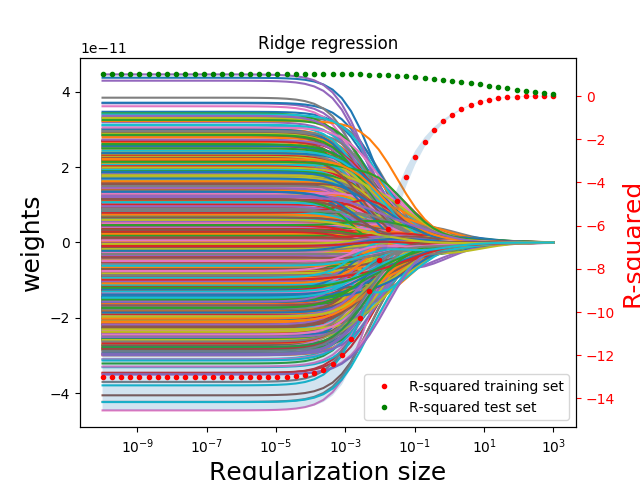 Ridge regression
1e−11
4
2
0
−2
−4
weights
0
−2
−4
−6
−8
−10
−12
−14
R-squared
R-squared training set
R-squared test set
10⁻⁹
10⁻⁷
10⁻⁵
10⁻³
10⁻¹
10¹
10³
Regularization size